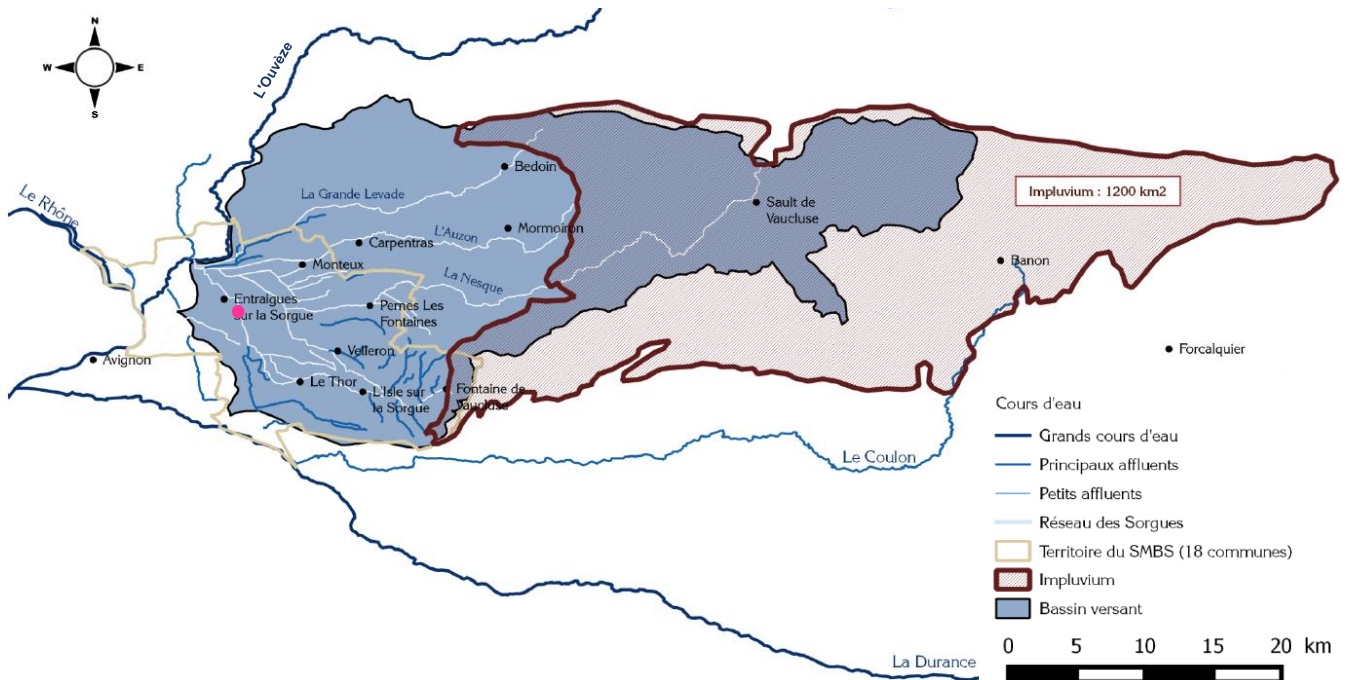 N
W
E
S
L'Ouvèze
Le Rhône
Bedoin
La Grande Levade
Impluvium : 1200 km2
Sault de
Vaucluse
Mormoiron
L'Auzon
Carpentras
Monteux
Banon
La Nesque
Entraigues
sur la Sorgue
Pernes Les
Fontaines
Velleron
Avignon
Forcalquier
Le Thor
L'Isle sur
la Sorgue
Fontaine de
Vaucluse
Le Coulon
La Durance
Cours d'eau
Grands cours d'eau
Principaux affluents
Petits affluents
Réseau des Sorgues
Territoire du SMBS (18 communes)
Impluvium
Bassin versant
0 5 10 15 20 km